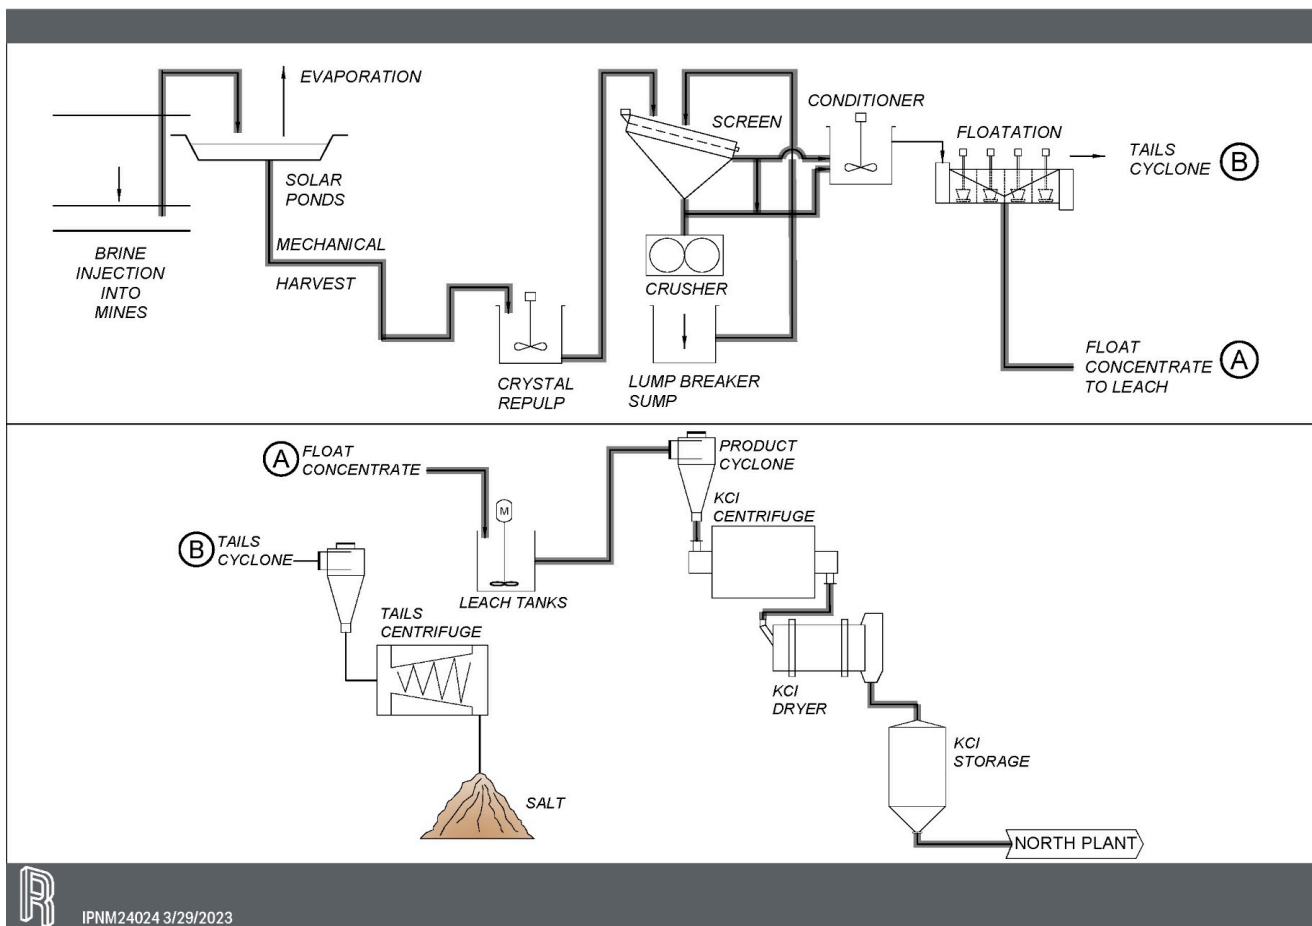 EVAPORATION
SOLAR
PONDS
BRINE
INJECTION
INTO
MINES
MECHANICAL
HARVEST
CRYSTAL
REPULP
SCREEN
CRUSHER
LUMP BREAKER
SUMP
CONDITIONER
FLOATATION
TAILS
CYCLONE
B
FLOAT
CONCENTRATE
TO LEACH
A
A
FLOAT
CONCENTRATE
B
TAILS
CYCLONE
LEACH TANKS
TAILS
CENTRIFUGE
SALT
M
PRODUCT
CYCLONE
KCI
CENTRIFUGE
KCI
DRYER
KCI
STORAGE
NORTH PLANT
R
IPNM24024 3/29/2023